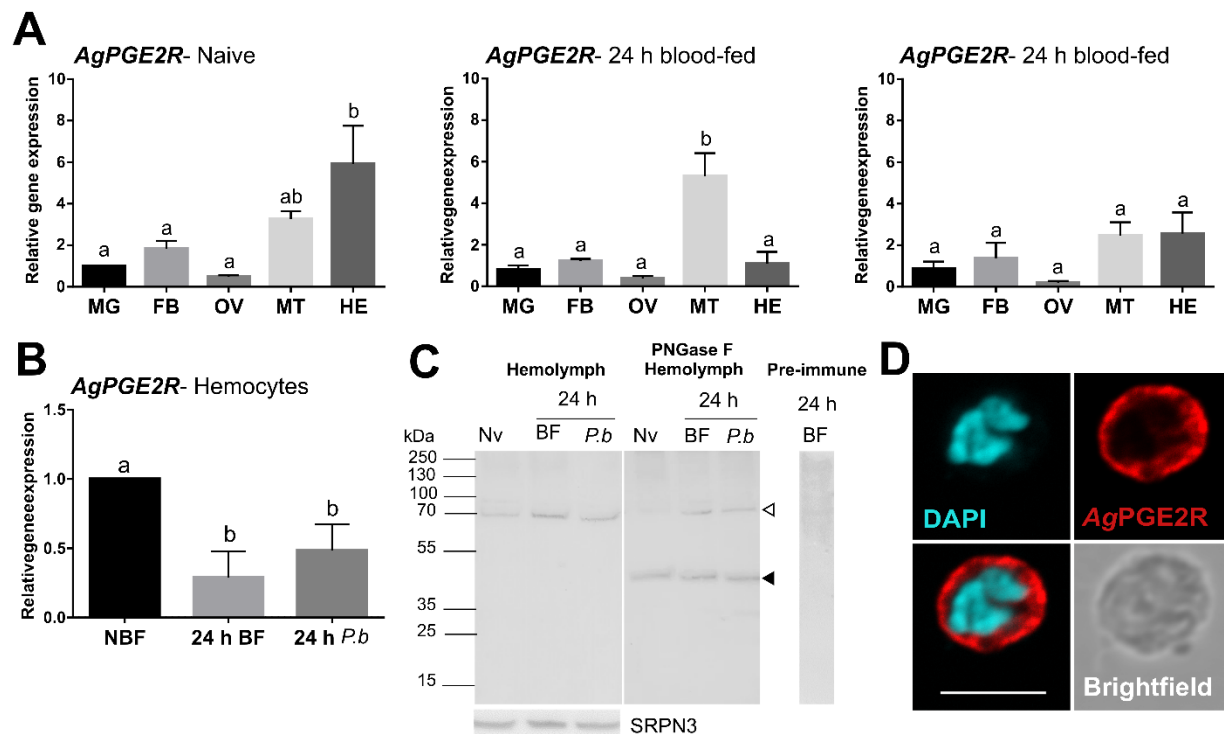 A
AgPGE2R- Naive
Relative gene expression
10
8
6
4
2
0
a
a
a
ab
b
MG FB OV MT HE
AgPGE2R- 24 h blood-fed
Relativegeneexpression
10
8
6
4
2
0
a
a
a
b
a
MG FB OV MT HE
AgPGE2R- 24 h blood-fed
Relativegeneexpression
10
8
6
4
2
0
a
a
a
a
a
MG FB OV MT HE
B
AgPGE2R- Hemocytes
Relativegeneeexpression
1.5
1.0
0.5
0.0
a
b
b
NBF 24 h BF 24 h P.b
C
Hemolymph
PNGase F
Hemolymph
Pre-immune
24 h
24 h
24 h
kDa
Nv BF P.b
Nv BF P.b
BF
250
130
100
70
55
35
25
15
SRPN3
D
DAPI
AgPGE2R
Brightfield